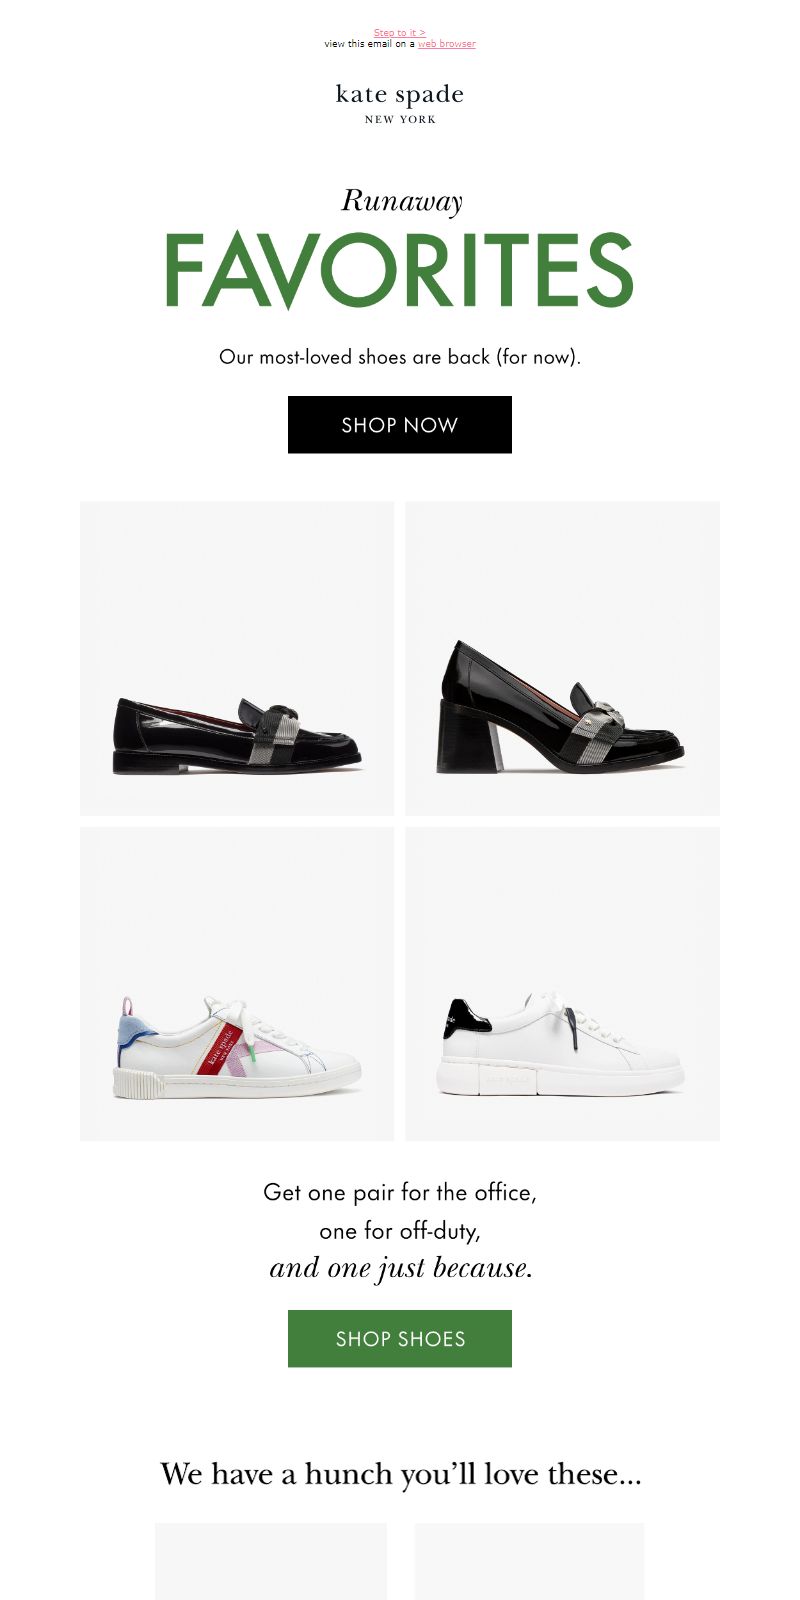 Step to it >
view this email on a web browser
kate spade
NEW YORK
Runaway
FAVORITES
Our most-loved shoes are back (for now).
SHOP NOW
kate spade
NEW YORK
Get one pair for the office,
one for off-duty,
and one just because.
SHOP SHOES
We have a hunch you’ll love these...